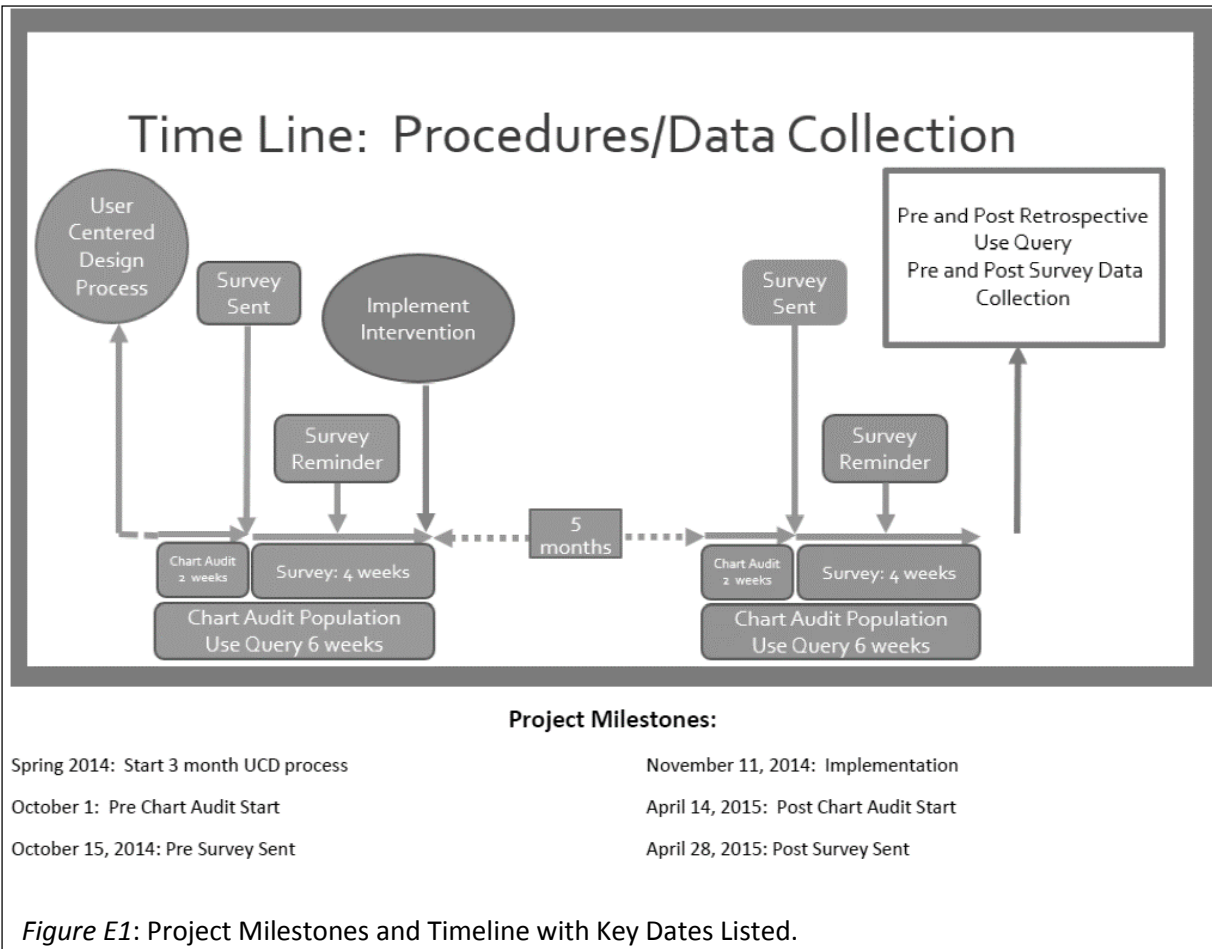 Time Line: Procedures/Data Collection
User
Centered
Design
Process
Survey
Sent
Implement
Intervention
Survey
Reminder
Survey
Sent
Survey
Reminder
Pre and Post Retrospective
Use Query
Pre and Post Survey Data
Collection
Chart Audit
2 weeks
Survey: 4 weeks
Chart Audit Population
Use Query 6 weeks
5
months
Chart Audit
2 weeks
Survey: 4 weeks
Chart Audit Population
Use Query 6 weeks
Project Milestones:
Spring 2014: Start 3 month UCD process
October 1: Pre Chart Audit Start
October 15, 2014: Pre Survey Sent
November 11, 2014: Implementation
April 14, 2015: Post Chart Audit Start
April 28, 2015: Post Survey Sent
Figure E1: Project Milestones and Timeline with Key Dates Listed.